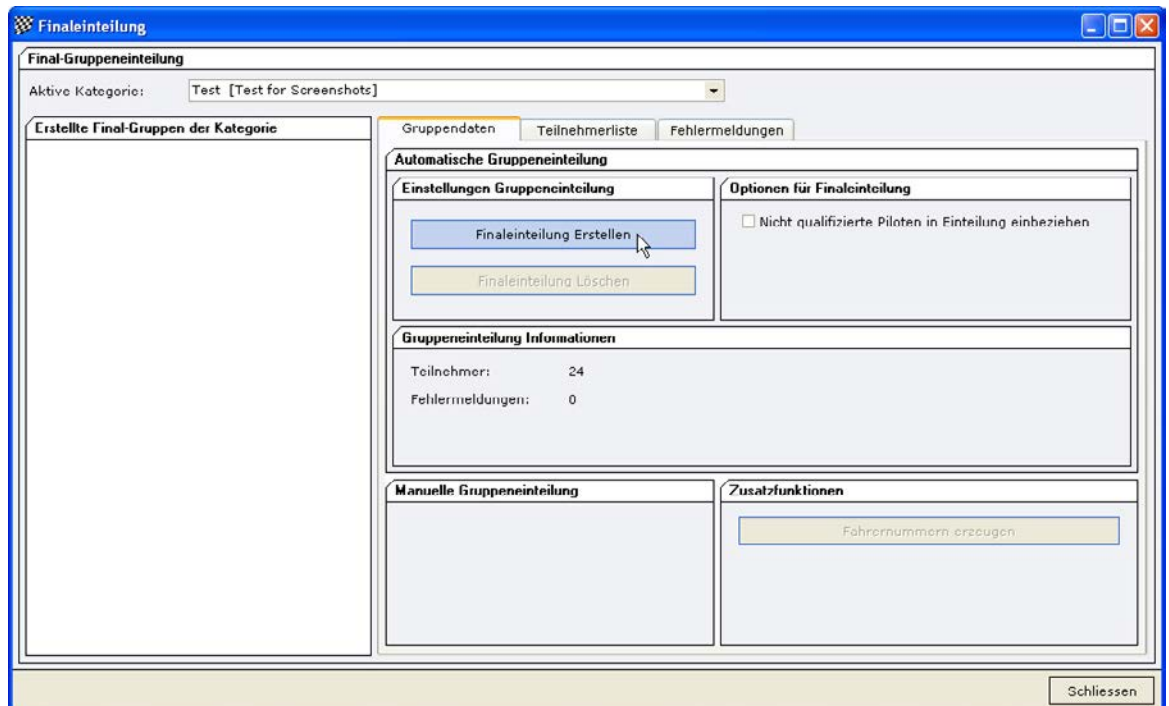 Finaleinteilung
Final-Gruppeneinteilung
Aktive Kategorie: Test [Test for Screenshots]
Erstellte Final-Gruppen der Kategorie
Gruppendaten Teilnehmerliste Fehlermeldungen
Automatische Gruppeneinteilung
Einstellungen Gruppeneinteilung
Finaleinteilung Erstellen
Finaleinteilung Löschen
Optionen für Finaleinteilung
Nicht qualifizierte Piloten in Einteilung einbeziehen
Gruppeneinteilung Informationen
Teilnehmer: 24
Fehlermeldungen: 0
Manuelle Gruppeneinteilung
Zusatzfunktionen
Fahrernummern erzeugen
Schliessen